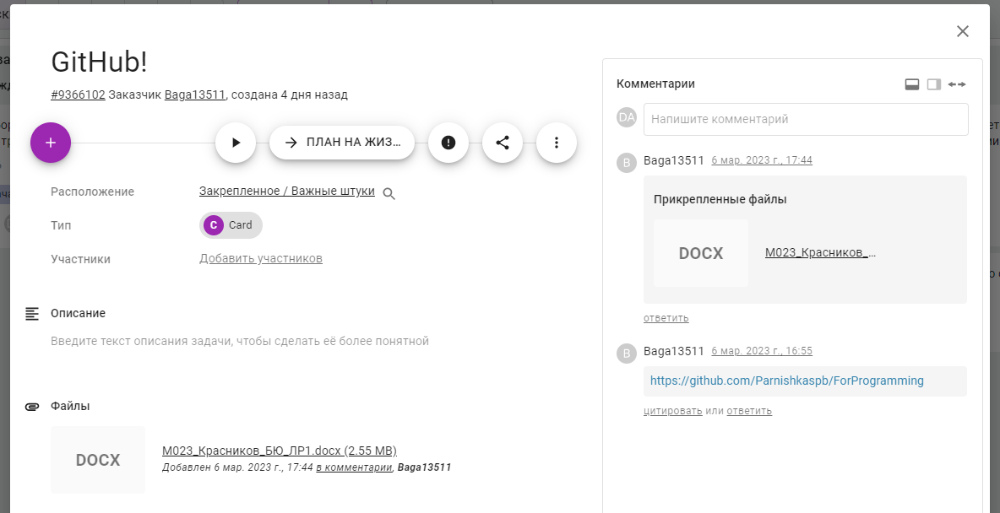 GitHub!
#9366102 Заказчик Baga13511, создана 4 дня назад
ПЛАН НА ЖИЗ...
Расположение
Закрепленное / Важные штуки
Тип
C Card
Участники
Добавить участников
Описание
Введите текст описания задачи, чтобы сделать её более понятной
Файлы
DOCX
М023_Красников_БЮ_ЛР1.docx (2.55 MB)
Добавлен 6 мар. 2023 г., 17:44 в комментарии, Baga13511
Комментарии
DA
Напишите комментарий
B
Baga13511 6 мар. 2023 г., 17:44
Прикрепленные файлы
DOCX
М023_Красников_...
ответить
B
Baga13511 6 мар. 2023 г., 16:55
https://github.com/Parnishkaspb/ForProgramming
цитировать или ответить